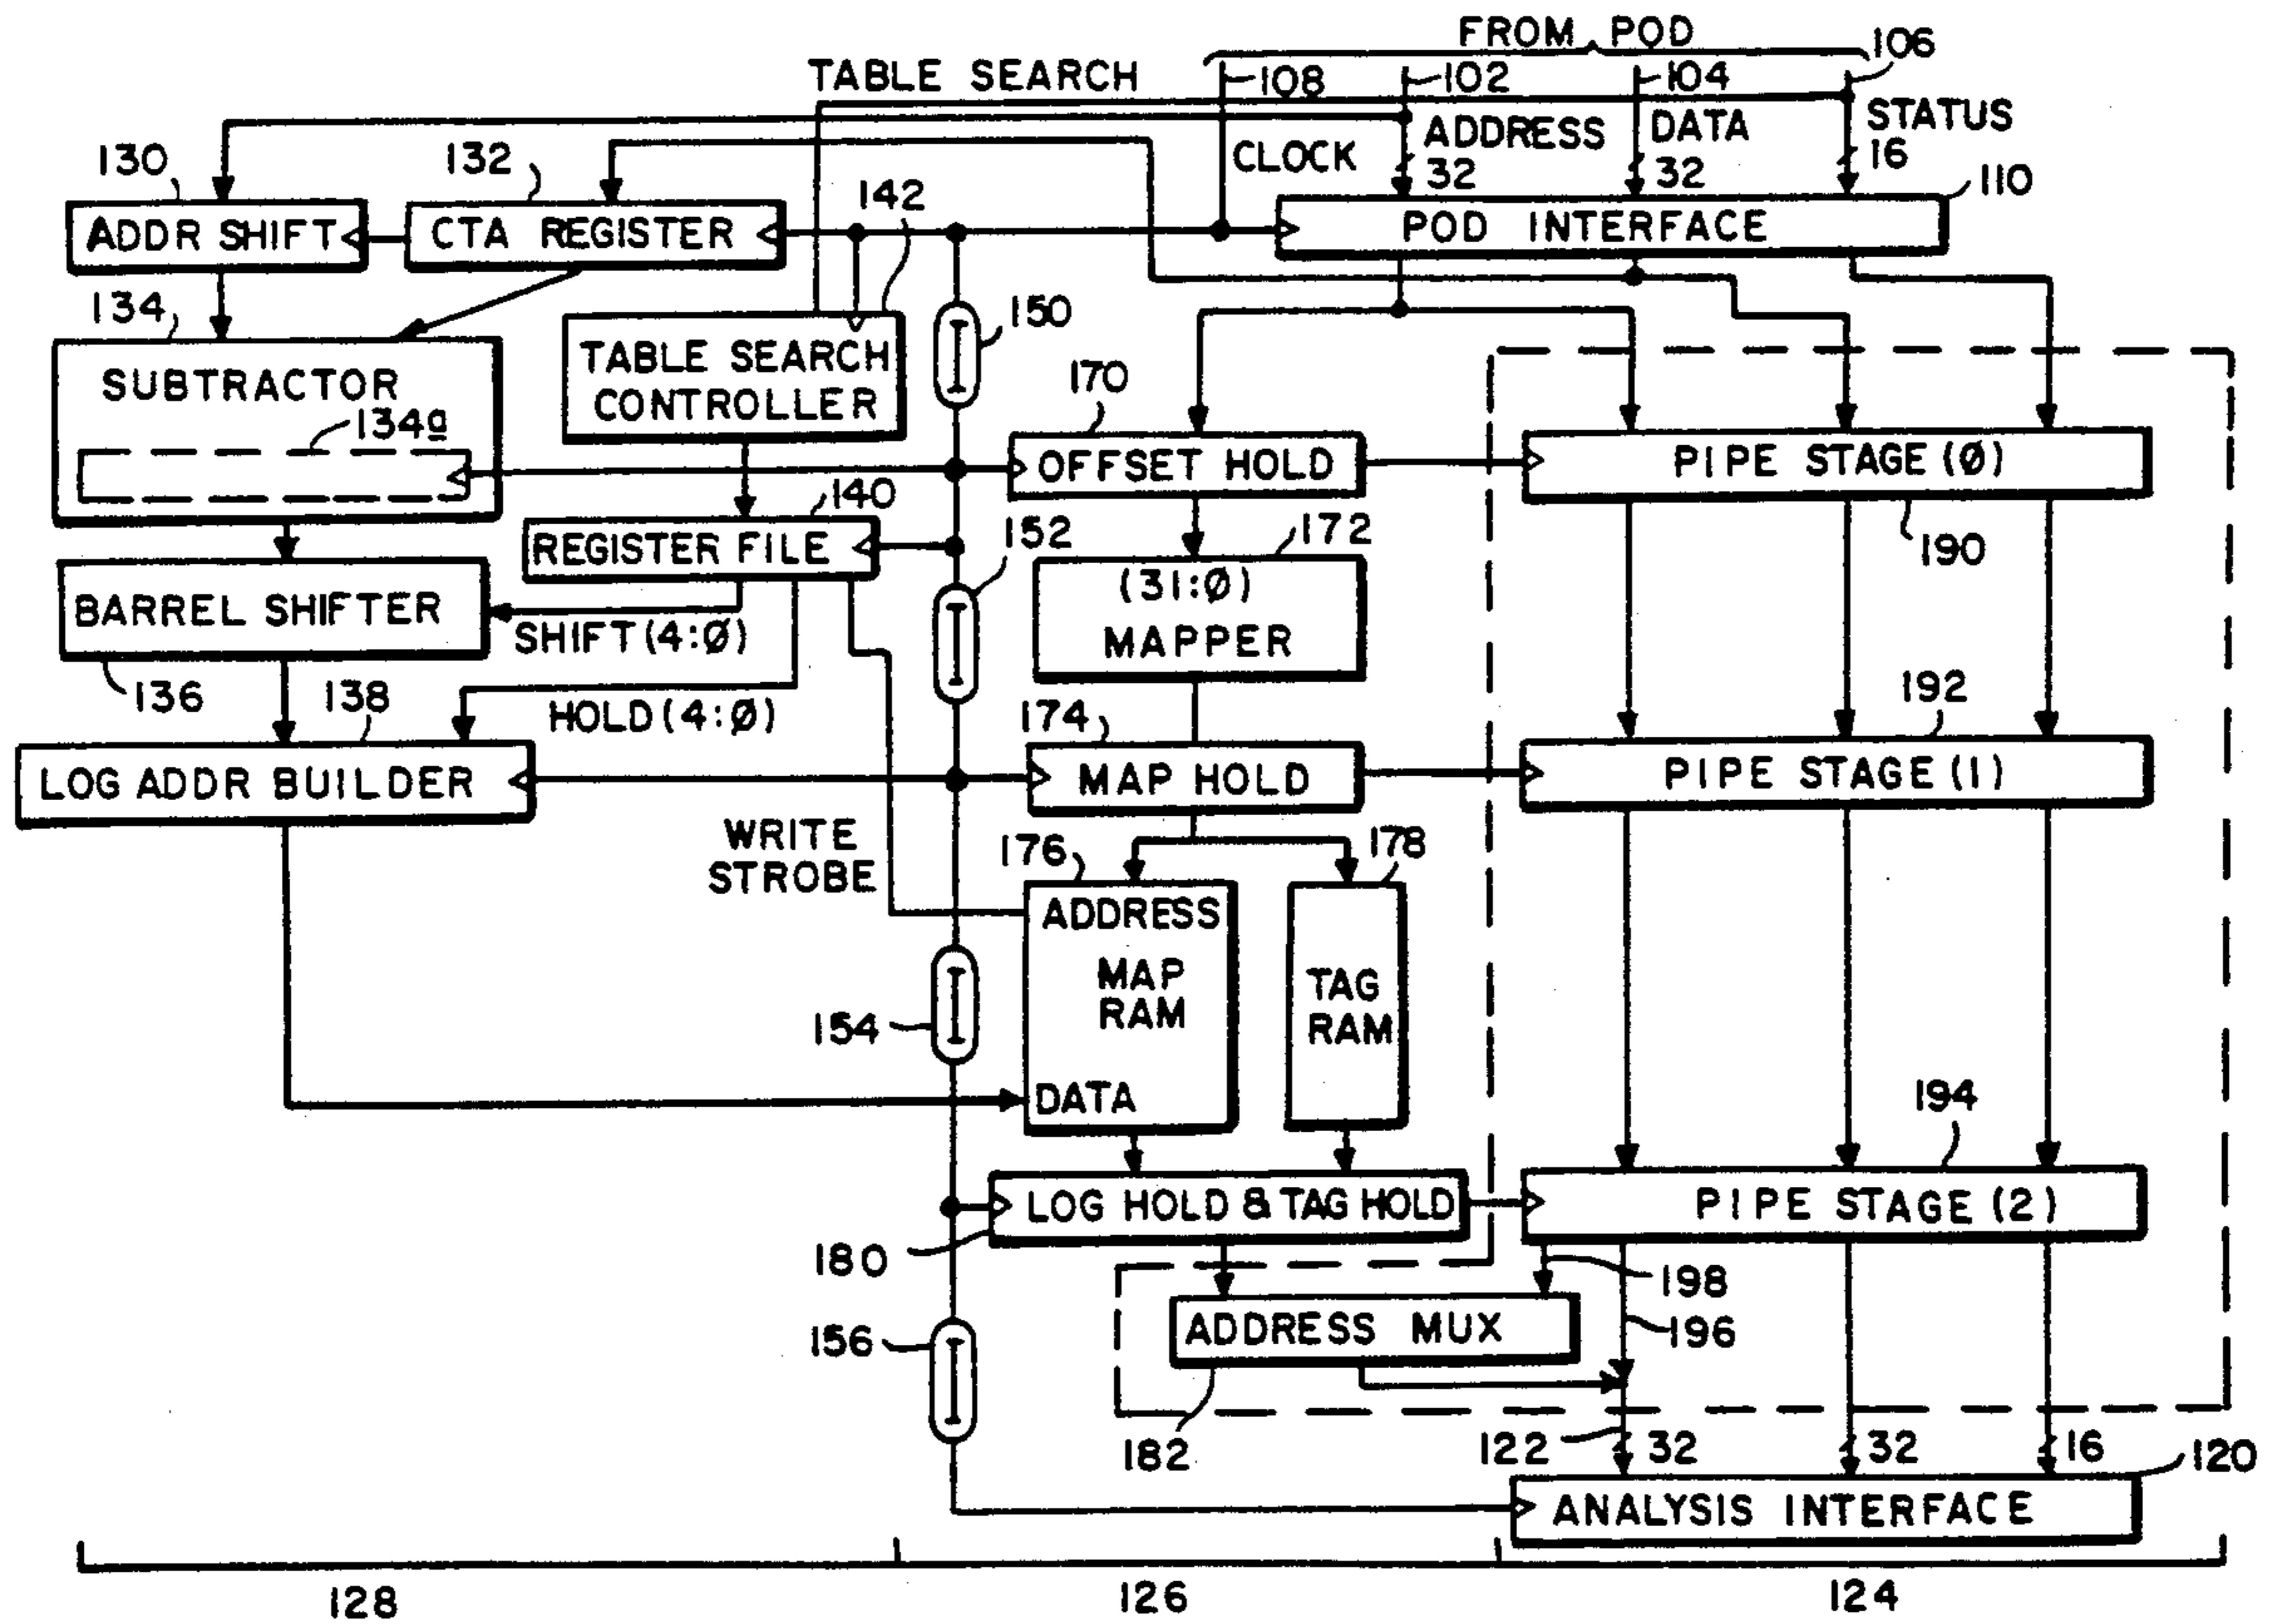 FROM POD
106
TABLE SEARCH
108
102
104
ADDRESS
DATA
STATUS
CLOCK
32
32
16
130
132
142
110
ADDR SHIFT
CTA REGISTER
POD INTERFACE
134
150
SUBTRACTOR
TABLE SEARCH
CONTROLLER
170
134a
OFFSET HOLD
PIPE STAGE (Ø)
140
152
172
190
REGISTER FILE
(31:Ø)
MAPPER
BARREL SHIFTER
SHIFT (4:Ø)
136
138
HOLD (4:Ø)
174
192
LOG ADDR BUILDER
MAP HOLD
PIPE STAGE (1)
WRITE
STROBE
176
178
ADDRESS
MAP
RAM
TAG
RAM
154
DATA
194
LOG HOLD & TAG HOLD
PIPE STAGE (2)
180
198
ADDRESS MUX
196
156
182
122
32
32
16
120
ANALYSIS INTERFACE
128
126
124